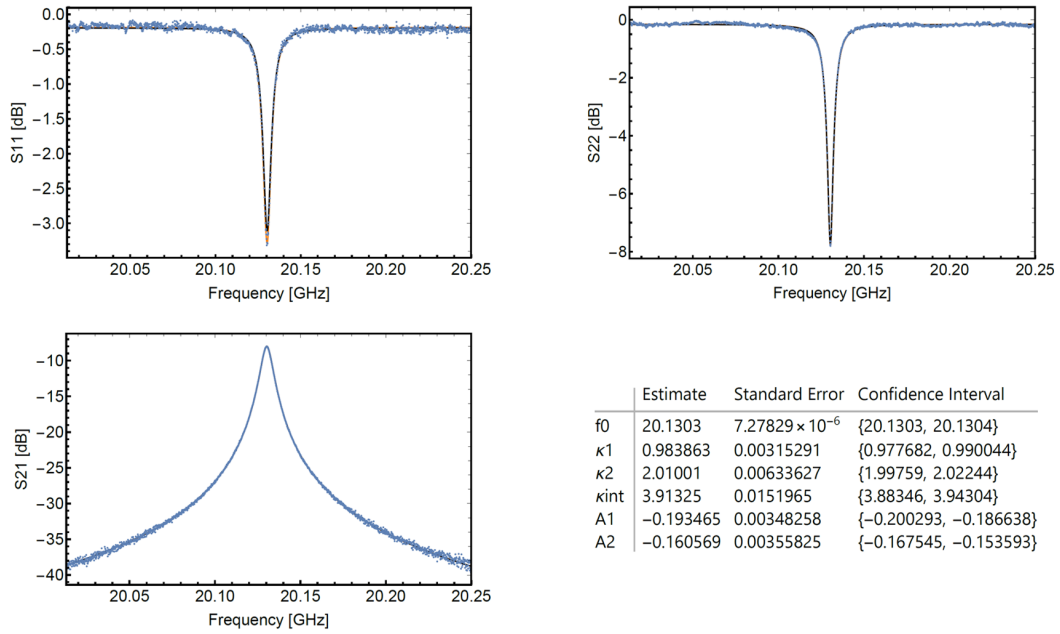 0.0
−0.5
−1.0
−1.5
−2.0
−2.5
−3.0
S11 [dB]
20.05 20.10 20.15 20.20 20.25
Frequency [GHz]
0
−2
−4
−6
−8
S22 [dB]
20.05 20.10 20.15 20.20 20.25
Frequency [GHz]
−10
−15
−20
−25
−30
−35
−40
S21 [dB]
20.05 20.10 20.15 20.20 20.25
Frequency [GHz]
Estimate Standard Error Confidence Interval
f0 20.1303 7.27829 × 10⁻⁶ {20.1303, 20.1304}
κ1 0.983863 0.00315291 {0.977682, 0.990044}
κ2 2.01001 0.00633627 {1.99759, 2.02244}
κint 3.91325 0.0151965 {3.88346, 3.94304}
A1 −0.193465 0.00348258 {−0.200293, −0.186638}
A2 −0.160569 0.00355825 {−0.167545, −0.153593}